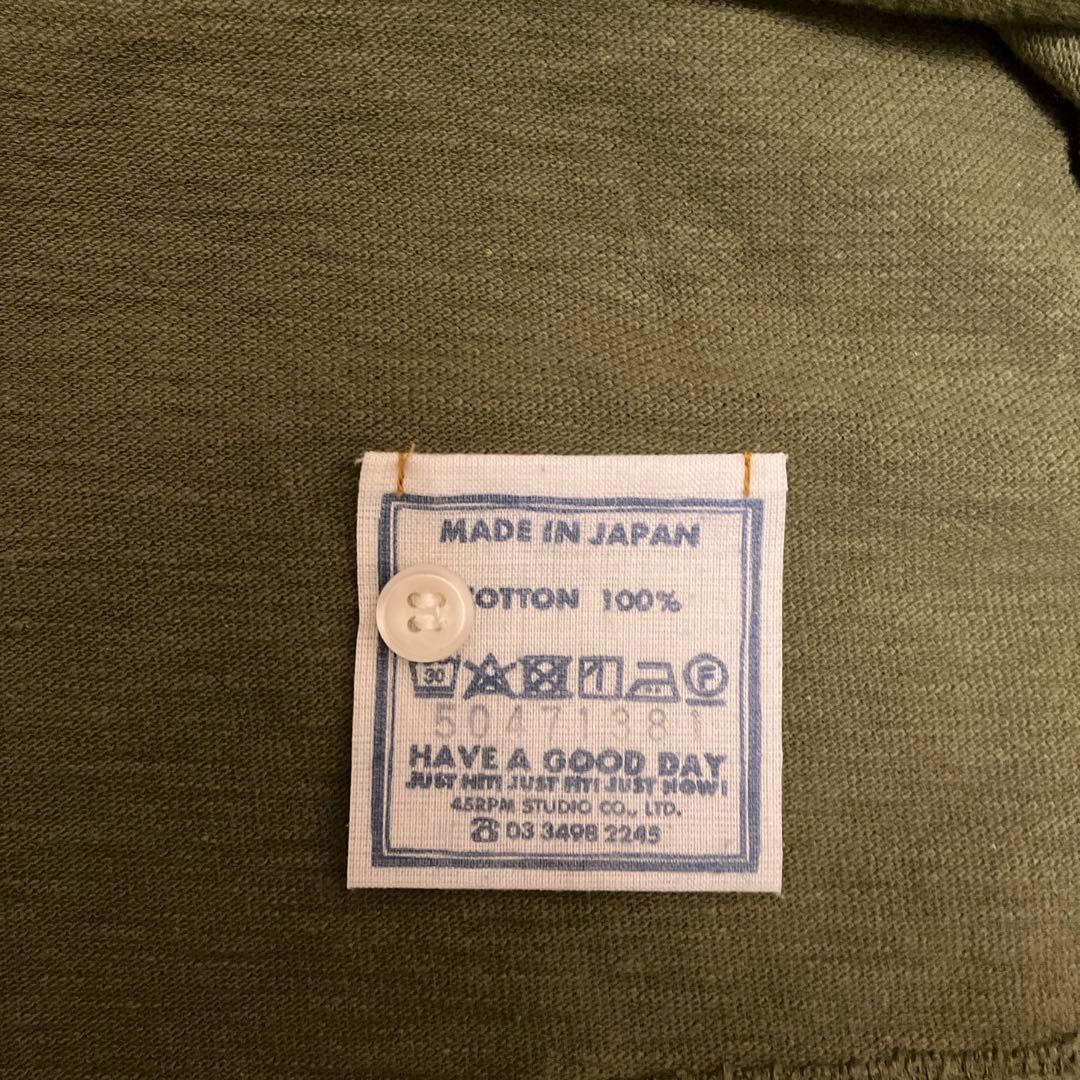 MADE IN JAPAN
OTTON 100%
30 F
50471381
HAVE A GOOD DAY
JUST HIT! JUST FIT! JUST NOW!
45RPM STUDIO CO., LTD.
☎ 03 3498 2245